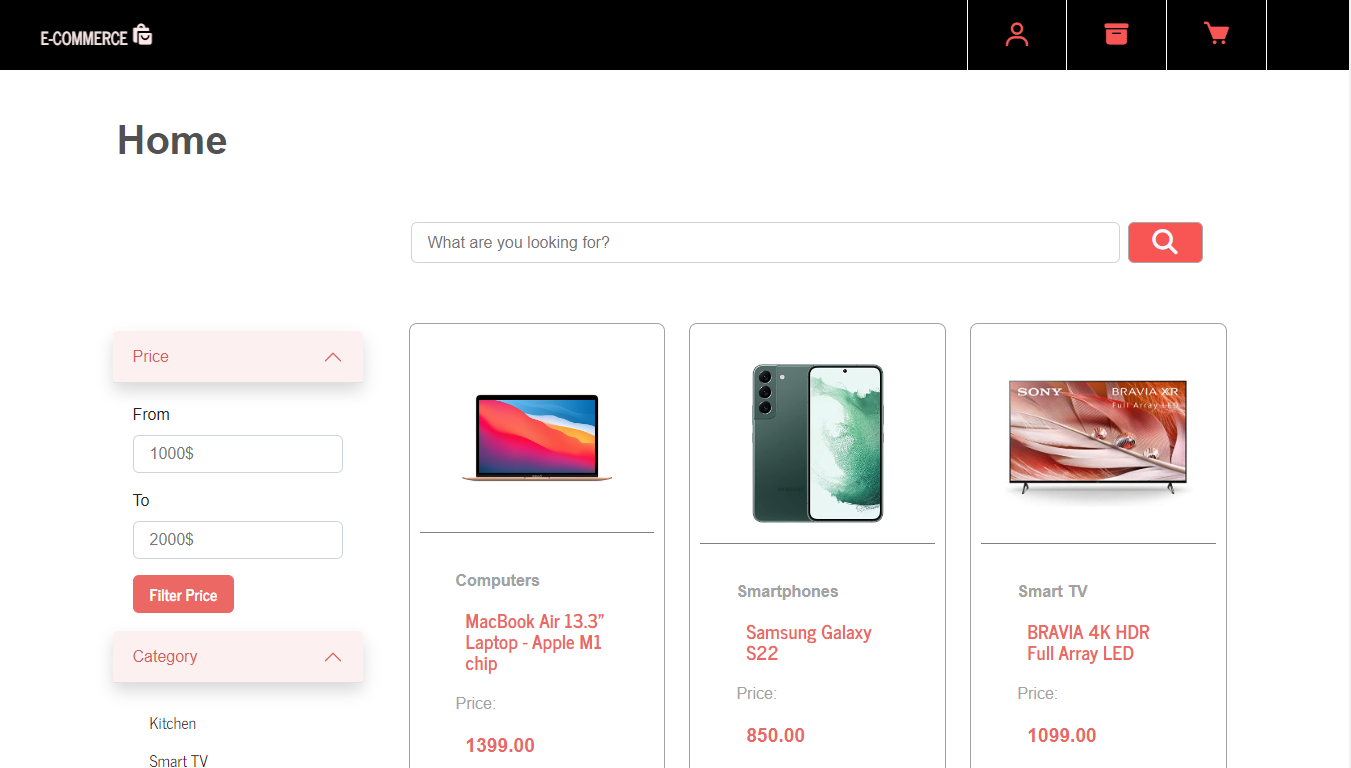 E-COMMERCE
Home
What are you looking for?
Price
From
1000$
To
2000$
Filter Price
Category
Kitchen
Smart TV
Computers
MacBook Air 13.3”
Laptop - Apple M1
chip
Price:
1399.00
Smartphones
Samsung Galaxy
S22
Price:
850.00
SONY
BRAVIA XR
Full Array LED
Smart TV
BRAVIA 4K HDR
Full Array LED
Price:
1099.00